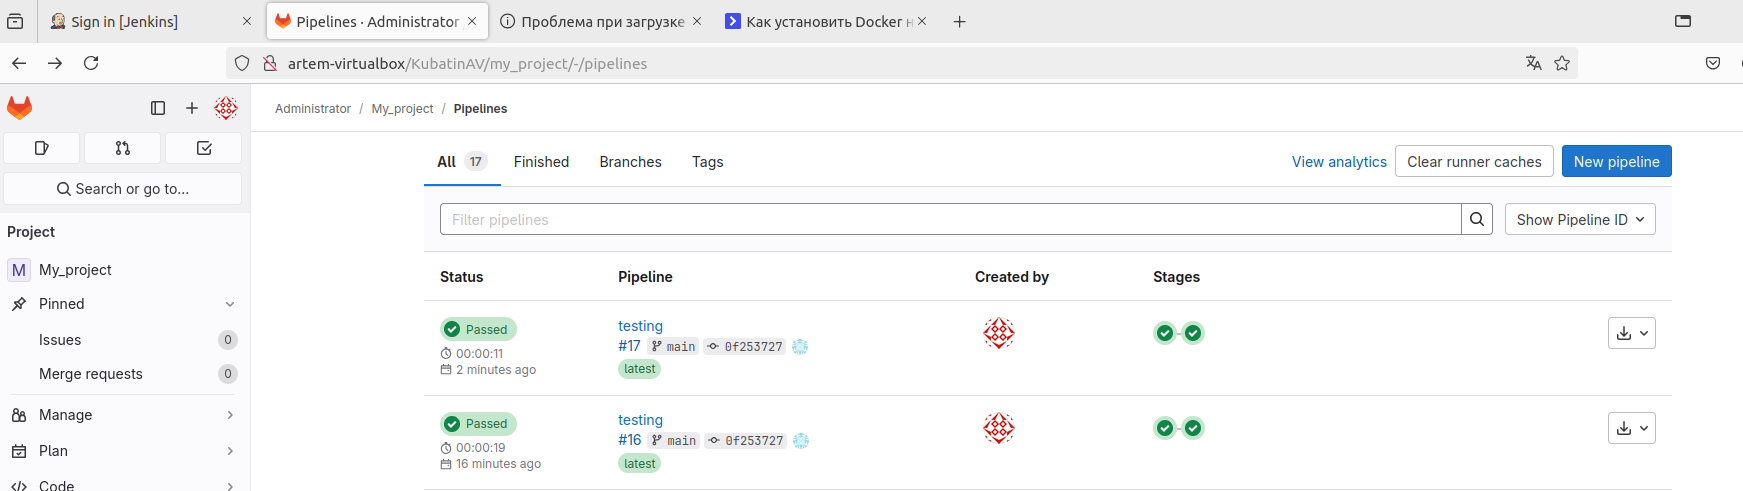 Sign in [Jenkins]
Pipelines · Administrator
Проблема при загрузке
Как установить Docker н
artem-virtualbox/KubatinAV/my_project/-/pipelines
Administrator / My_project / Pipelines
Search or go to...
Project
M My_project
Pinned
Issues 0
Merge requests 0
Manage
Plan
Code
All 17 Finished Branches Tags
View analytics Clear runner caches New pipeline
Filter pipelines
Show Pipeline ID
Status Pipeline Created by Stages
Passed
00:00:11
2 minutes ago
testing
#17 main 0f253727
latest
Passed
00:00:19
16 minutes ago
testing
#16 main 0f253727
latest